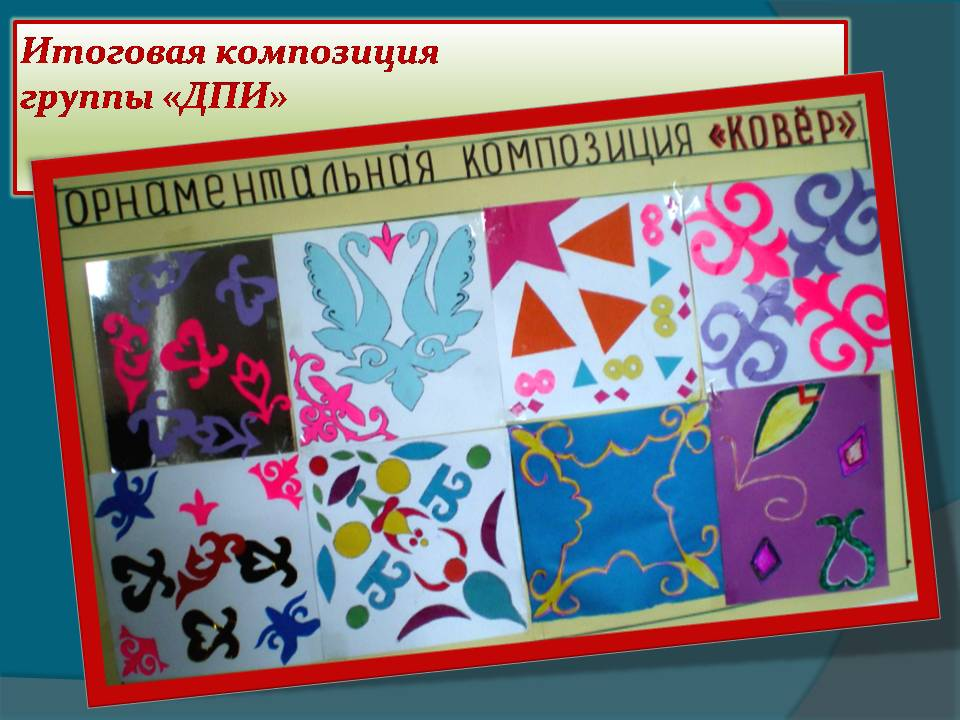 Итоговая композиция
группы «ДПИ»
ОРНАМЕНТАЛЬНАЯ КОМПОЗИЦИЯ «КОВЁР»